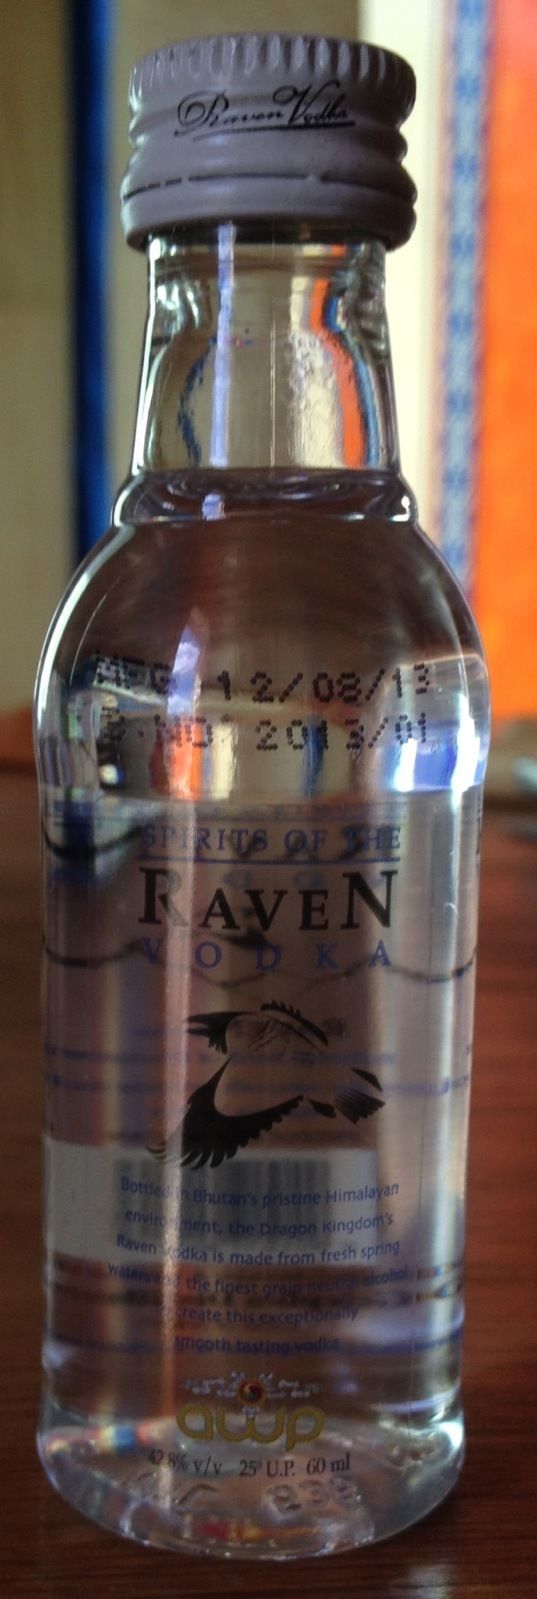 Raven Vodka
MFG 12/08/13
NO 2013/01
SPIRITS OF THE
RAVEN
VODKA
Bottled in Bhutan's pristine Himalayan
environment, the Dragon Kingdom's
Raven Vodka is made from fresh spring
waters and the finest grain neutral alcohol
to create this exceptionally
smooth tasting vodka
awp
42.8% v/v 25º U.P. 60 ml